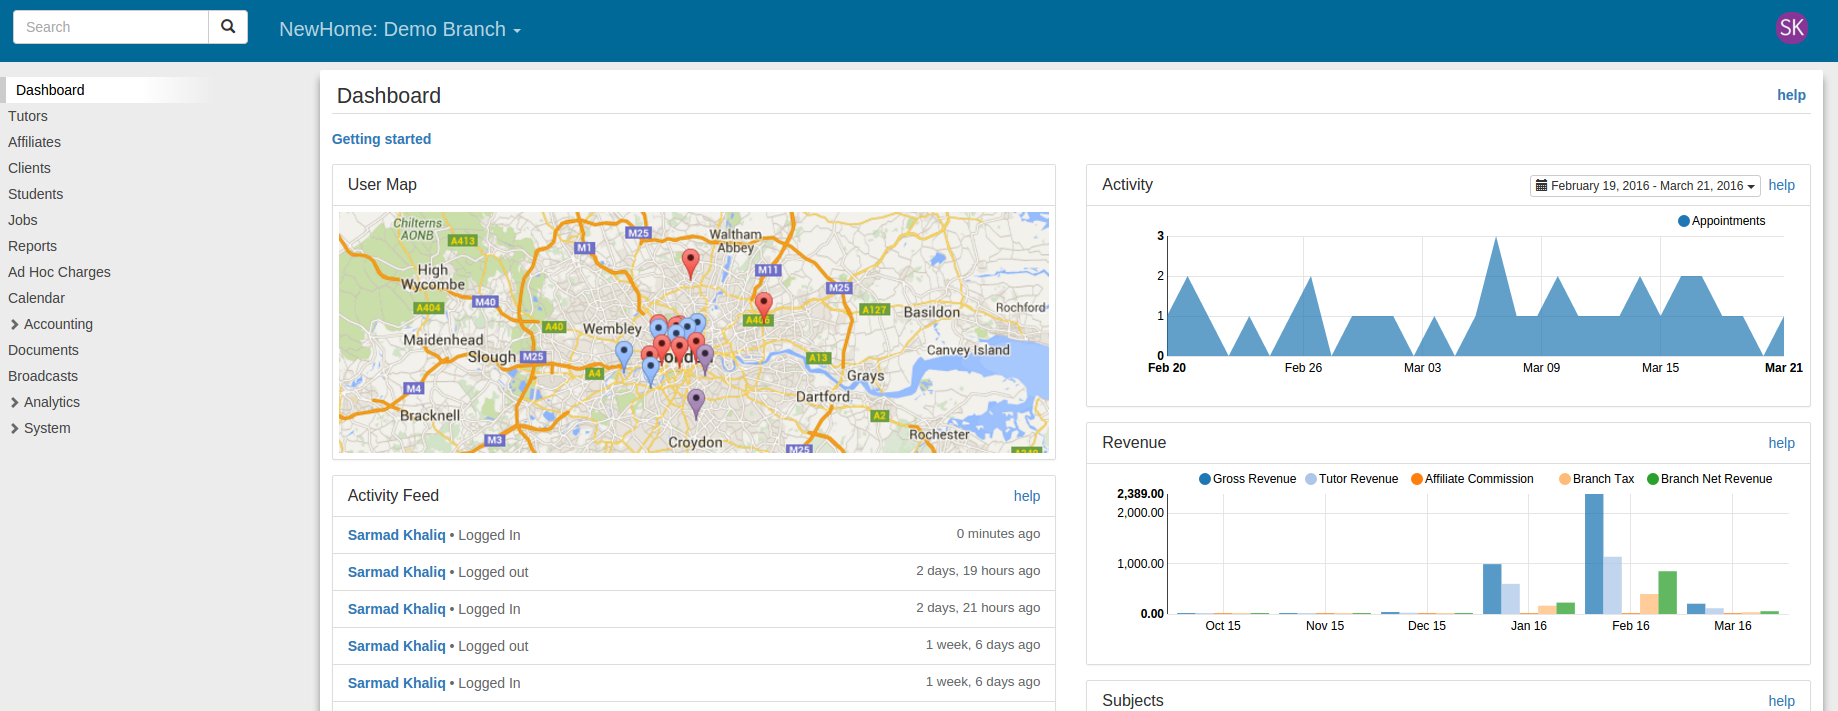 Search
NewHome: Demo Branch
SK
Dashboard
Tutors
Affiliates
Clients
Students
Jobs
Reports
Ad Hoc Charges
Calendar
Accounting
Documents
Broadcasts
Analytics
System
Dashboard
help
Getting started
User Map
Chilterns
AONB
A413
M25
M1
Waltham
Abbey
High
Wycombe
M11
M40
M25
A404
A127
Rochford
A406
Basildon
A40
Wembley
Maidenhead
Slough
M25
Canvey Island
A13
A4
Grays
M4
Dartford
Bracknell
A2
M3
Croydon
Rochester
M25
Activity Feed
help
Sarmad Khaliq • Logged In 0 minutes ago
Sarmad Khaliq • Logged out 2 days, 19 hours ago
Sarmad Khaliq • Logged In 2 days, 21 hours ago
Sarmad Khaliq • Logged out 1 week, 6 days ago
Sarmad Khaliq • Logged In 1 week, 6 days ago
Activity
February 19, 2016 - March 21, 2016
help
Appointments
3
2
1
0
Feb 20 Feb 26 Mar 03 Mar 09 Mar 15 Mar 21
Revenue
help
Gross Revenue Tutor Revenue Affiliate Commission Branch Tax Branch Net Revenue
2,389.00
2,000.00
1,000.00
0.00
Oct 15 Nov 15 Dec 15 Jan 16 Feb 16 Mar 16
Subjects
help